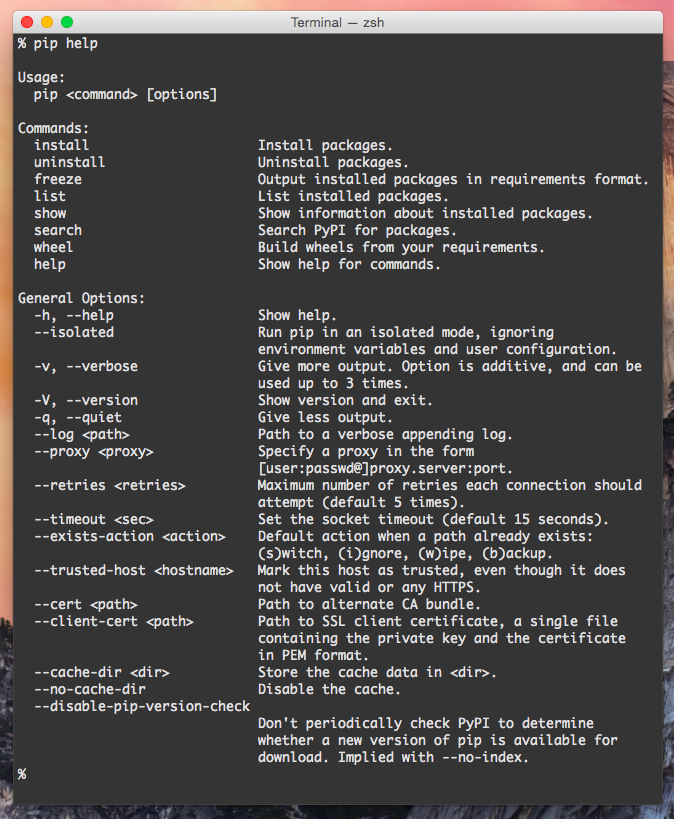 Terminal — zsh
% pip help

Usage:
  pip <command> [options]

Commands:
  install                     Install packages.
  uninstall                   Uninstall packages.
  freeze                      Output installed packages in requirements format.
  list                        List installed packages.
  show                        Show information about installed packages.
  search                      Search PyPI for packages.
  wheel                       Build wheels from your requirements.
  help                        Show help for commands.

General Options:
  -h, --help                  Show help.
  --isolated                  Run pip in an isolated mode, ignoring
                              environment variables and user configuration.
  -v, --verbose               Give more output. Option is additive, and can be
                              used up to 3 times.
  -V, --version               Show version and exit.
  -q, --quiet                 Give less output.
  --log <path>                Path to a verbose appending log.
  --proxy <proxy>             Specify a proxy in the form
                              [user:passwd@]proxy.server:port.
  --retries <retries>         Maximum number of retries each connection should
                              attempt (default 5 times).
  --timeout <sec>             Set the socket timeout (default 15 seconds).
  --exists-action <action>    Default action when a path already exists:
                              (s)witch, (i)gnore, (w)ipe, (b)ackup.
  --trusted-host <hostname>   Mark this host as trusted, even though it does
                              not have valid or any HTTPS.
  --cert <path>               Path to alternate CA bundle.
  --client-cert <path>        Path to SSL client certificate, a single file
                              containing the private key and the certificate
                              in PEM format.
  --cache-dir <dir>           Store the cache data in <dir>.
  --no-cache-dir              Disable the cache.
  --disable-pip-version-check
                              Don't periodically check PyPI to determine
                              whether a new version of pip is available for
                              download. Implied with --no-index.
%